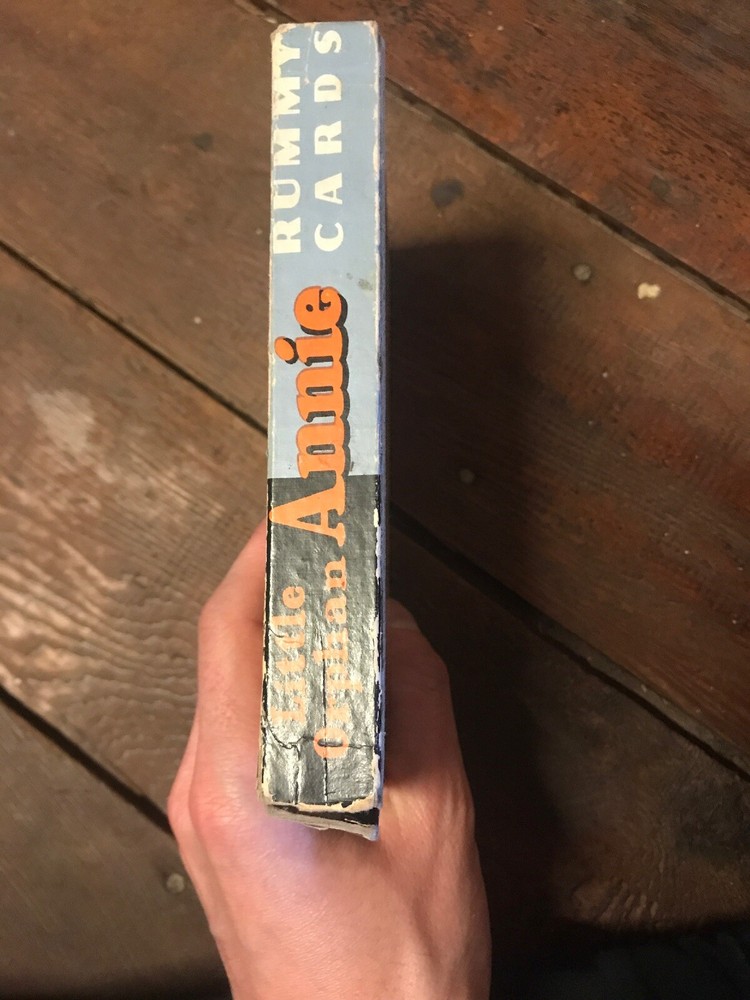 Little
Orphan
Annie
RUMMY
CARDS